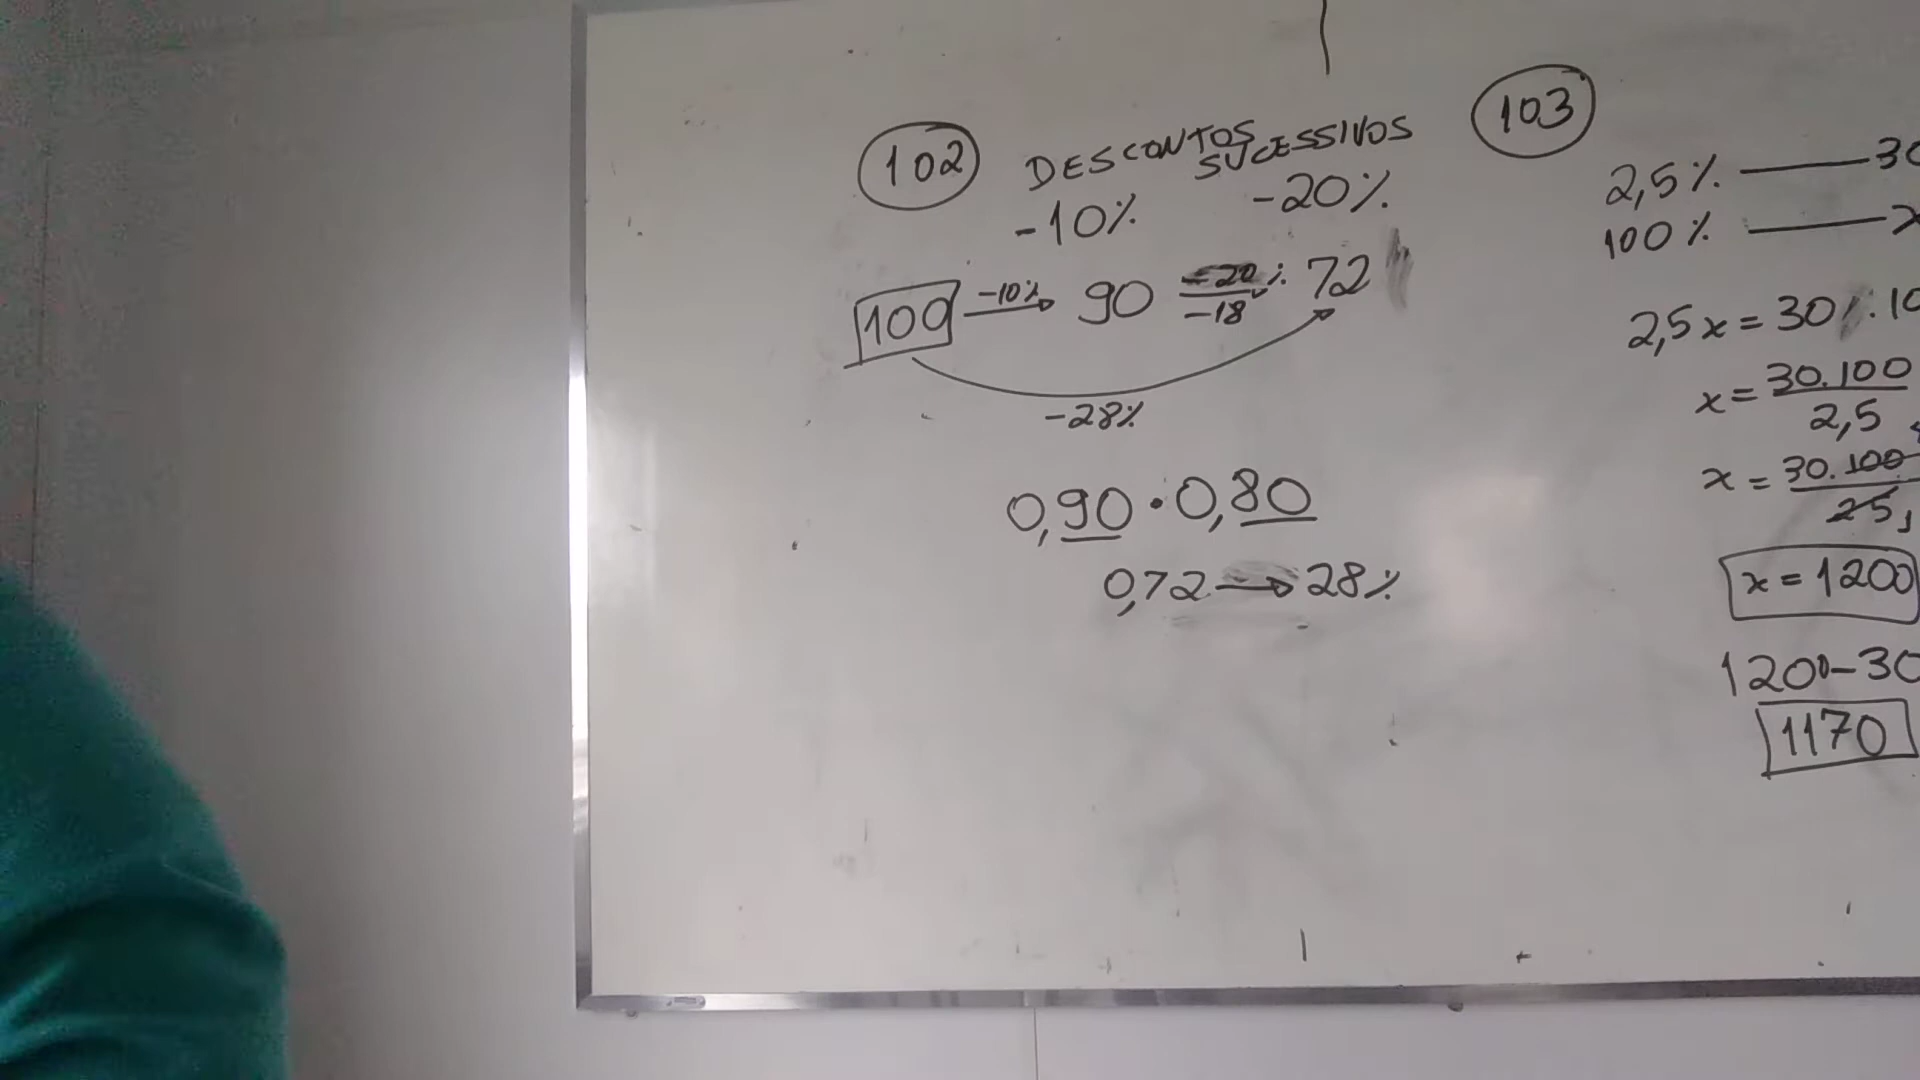 102 DESCONTOS SUCESSIVOS
-10% -20%
100 -10% 90 -20% -18 72
-28%
0,90 · 0,80
0,72 → 28%
103
2,5% 30
100% x
2,5x = 30 . 10
x = 30.100 / 2,5
x = 30.100 / 25
x = 1200
1200-30
1170